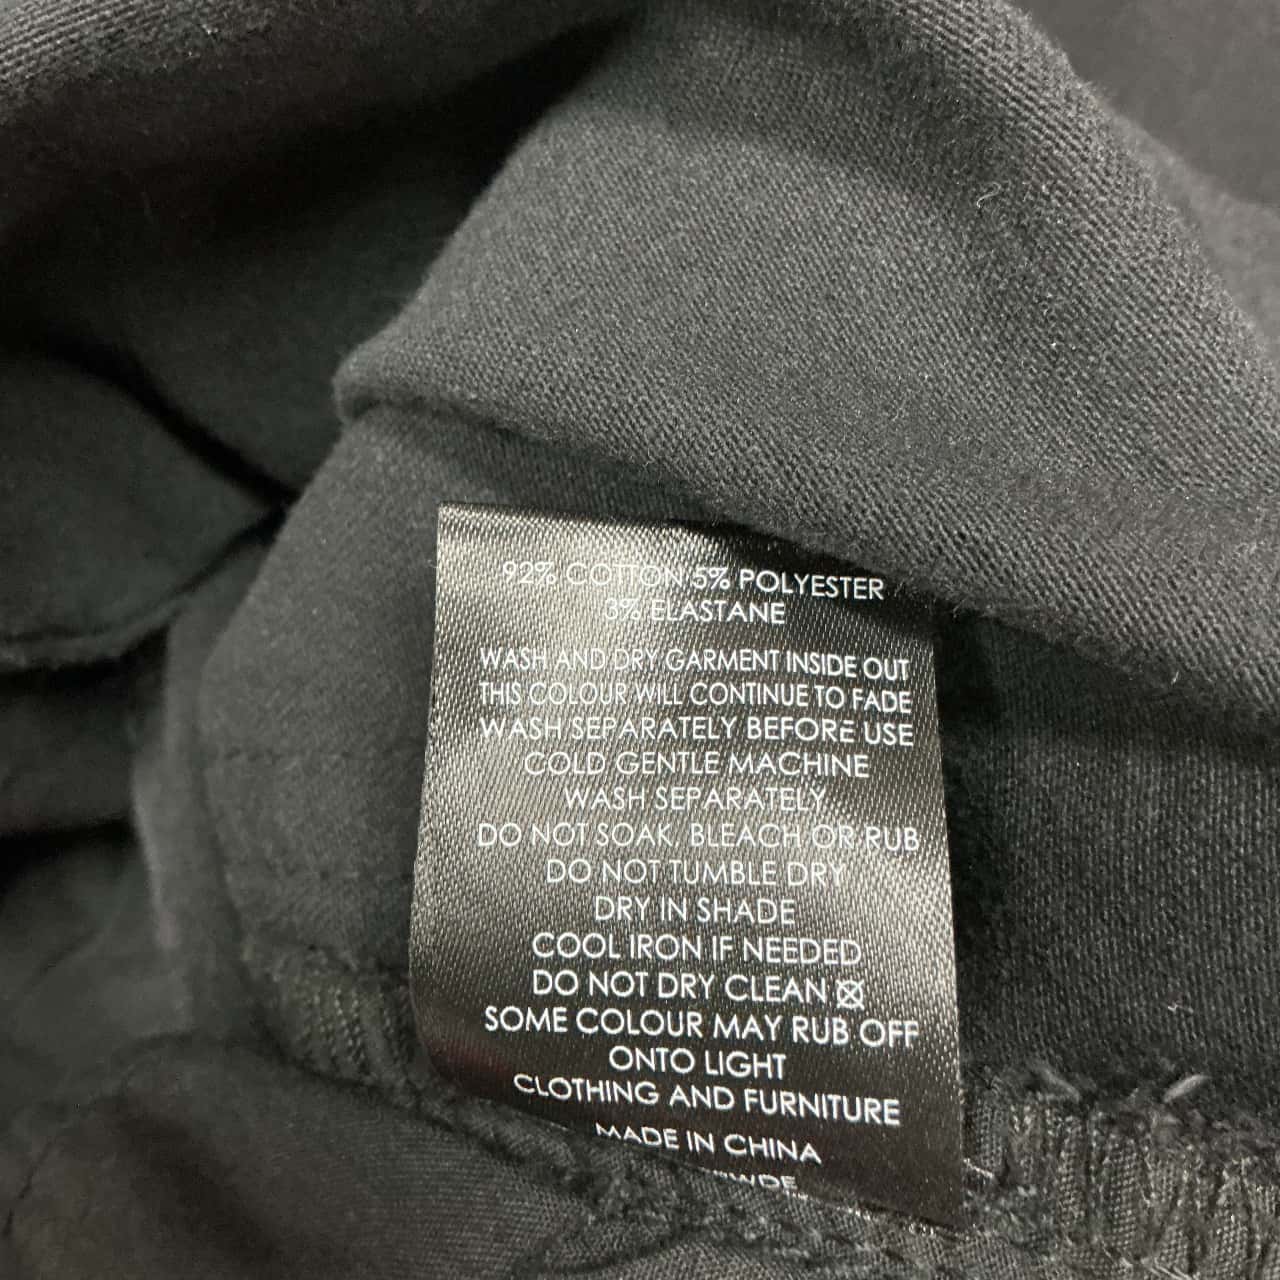 92% COTTON 5% POLYESTER
3% ELASTANE
WASH AND DRY GARMENT INSIDE OUT
THIS COLOUR WILL CONTINUE TO FADE
WASH SEPARATELY BEFORE USE
COLD GENTLE MACHINE
WASH SEPARATELY
DO NOT SOAK BLEACH OR RUB
DO NOT TUMBLE DRY
DRY IN SHADE
COOL IRON IF NEEDED
DO NOT DRY CLEAN
SOME COLOUR MAY RUB OFF
ONTO LIGHT
CLOTHING AND FURNITURE
MADE IN CHINA